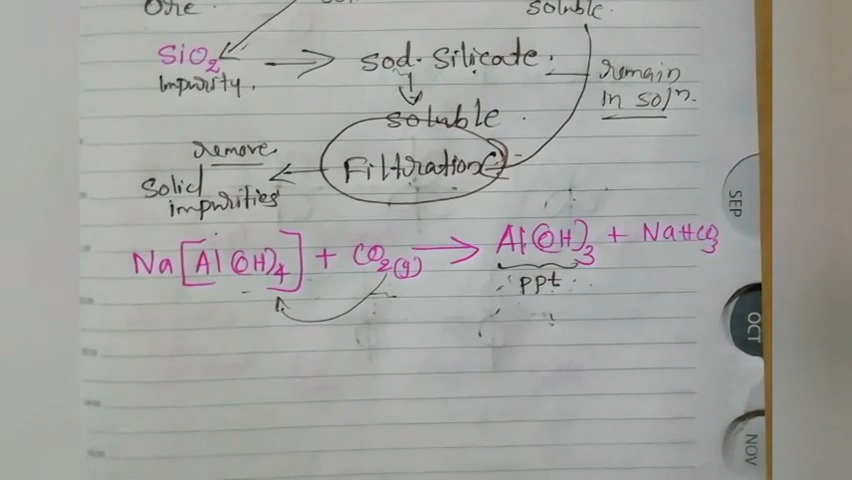 Ore
soluble.
SiO₂ ⟹ sod. silicate.
Impurity.
remain
in solⁿ.
soluble.
remove
Filtration
solid
impurities
Na[Al(OH)₄] + CO₂(g) → Al(OH)₃ + NaHCO₃
ppt
SEP
OCT
NOV